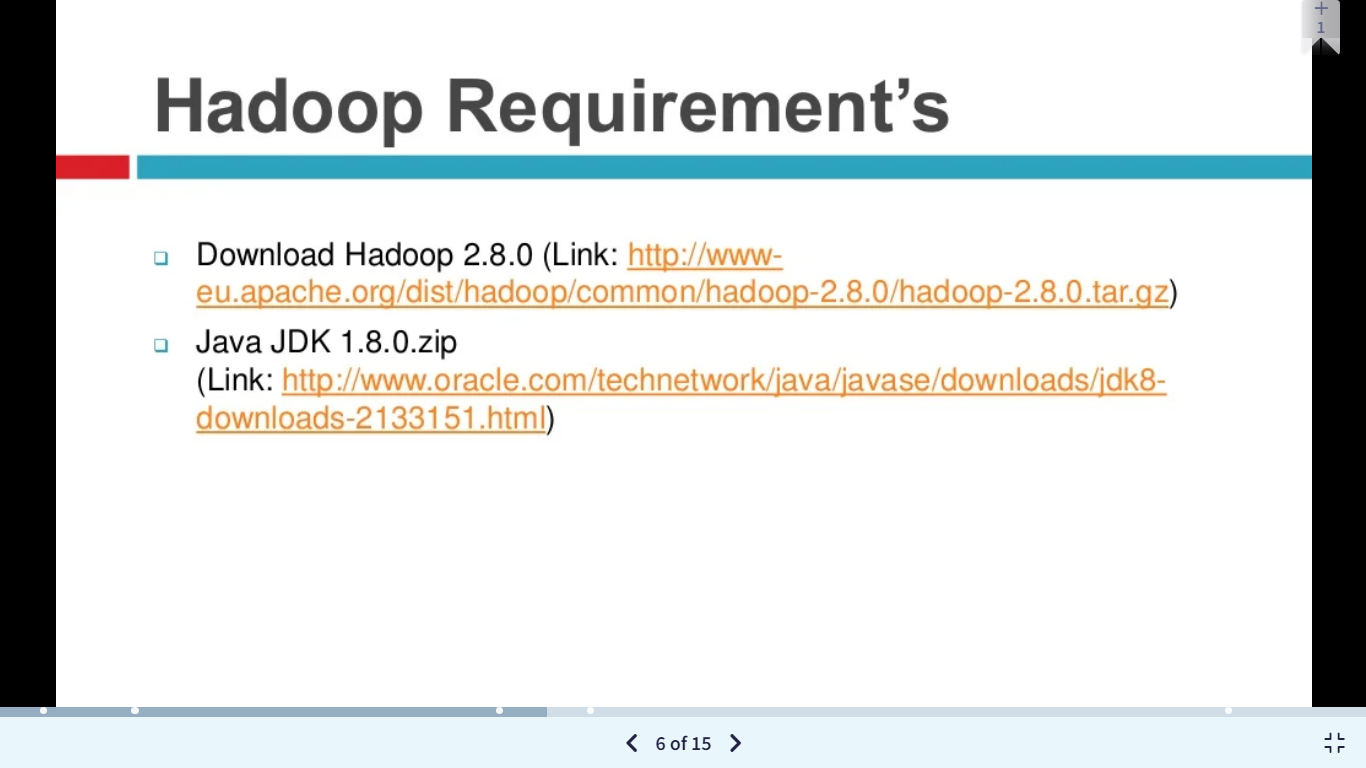 +
1
Hadoop Requirement’s
Download Hadoop 2.8.0 (Link: http://www-
eu.apache.org/dist/hadoop/common/hadoop-2.8.0/hadoop-2.8.0.tar.gz)
Java JDK 1.8.0.zip
(Link: http://www.oracle.com/technetwork/java/javase/downloads/jdk8-
downloads-2133151.html)
6 of 15